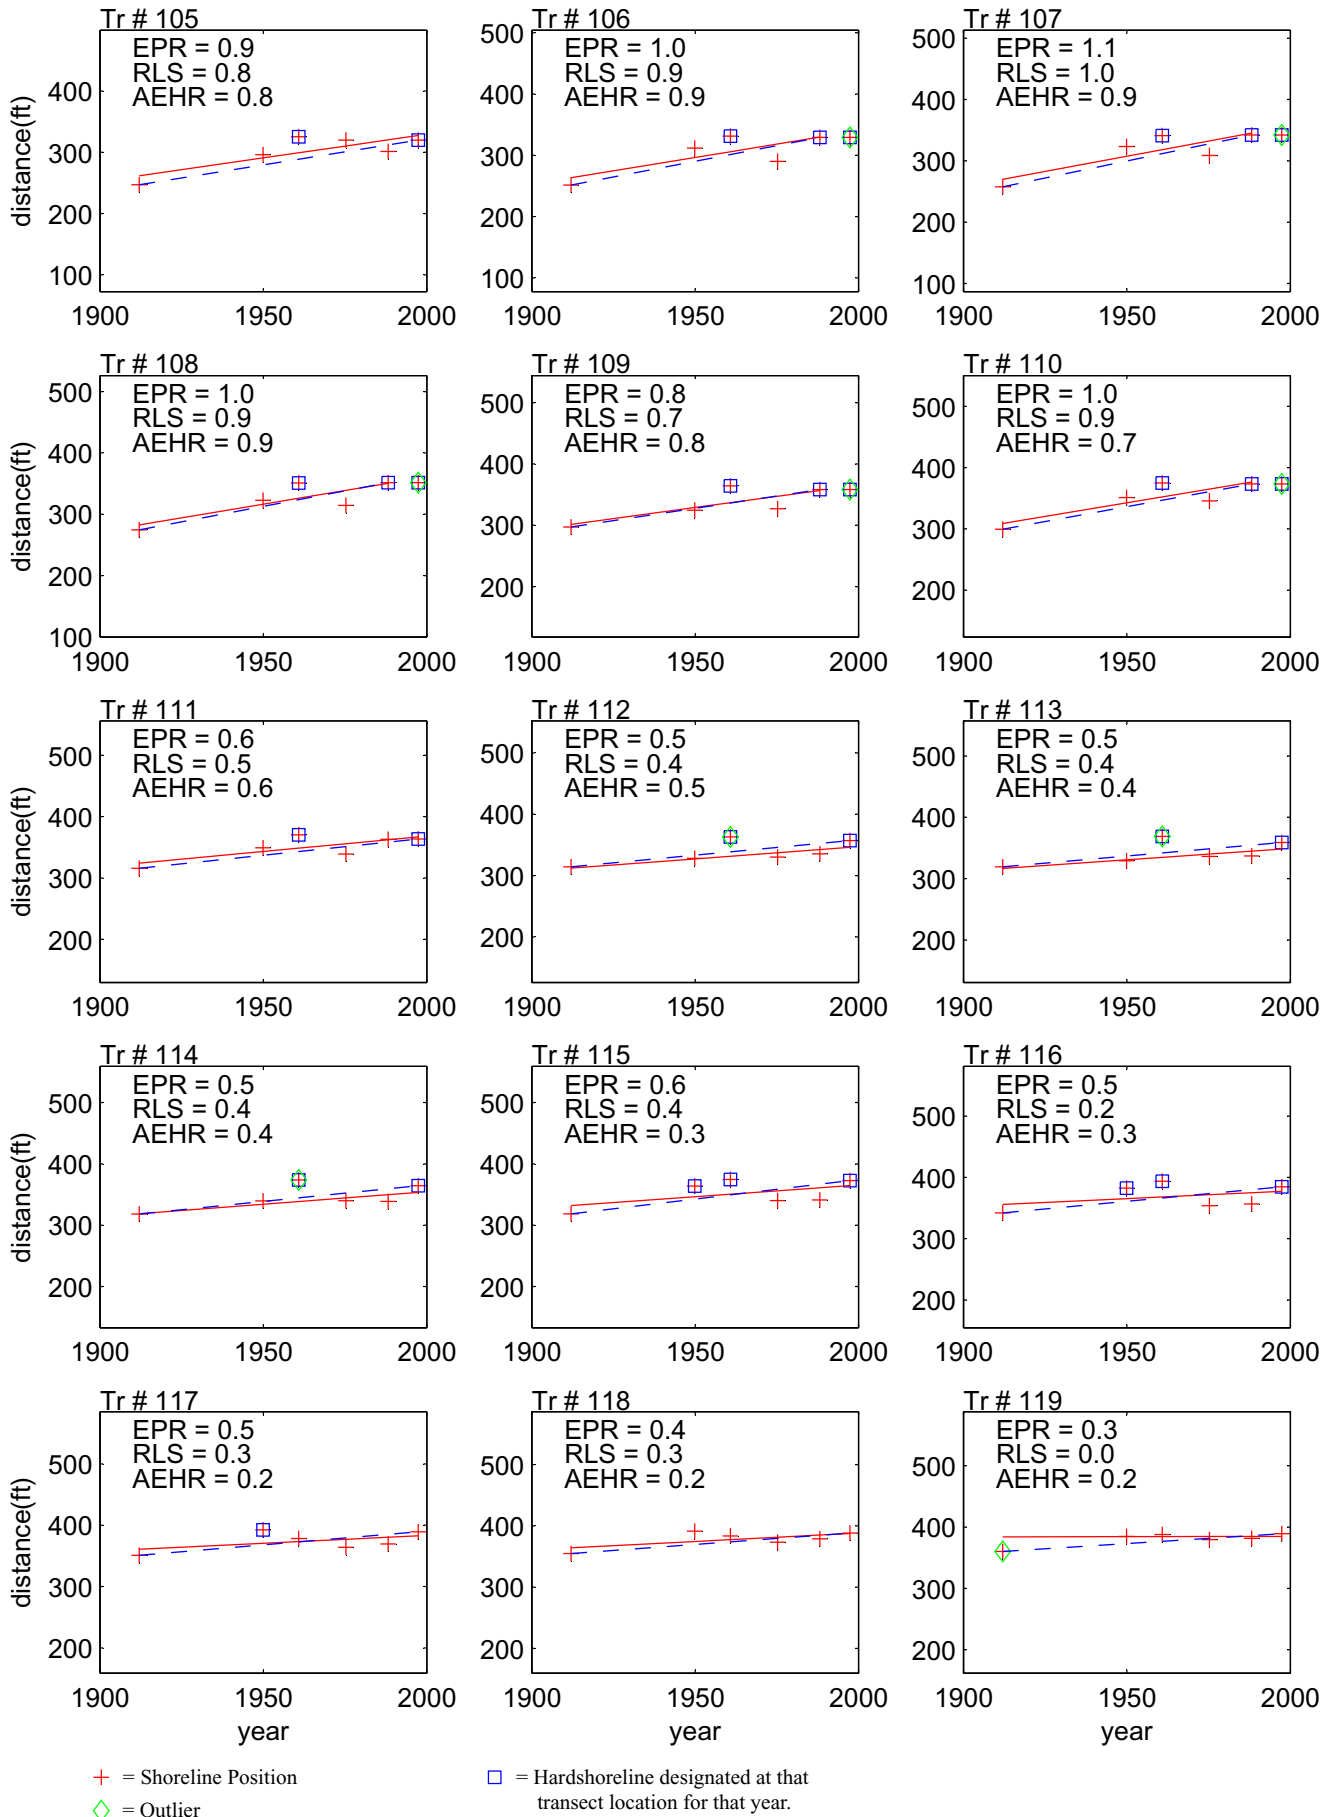 Tr # 105
EPR = 0.9
RLS = 0.8
AEHR = 0.8
distance(ft)
400
300
200
100
1900
1950
2000
Tr # 106
EPR = 1.0
RLS = 0.9
AEHR = 0.9
500
400
300
200
100
1900
1950
2000
Tr # 107
EPR = 1.1
RLS = 1.0
AEHR = 0.9
500
400
300
200
100
1900
1950
2000
Tr # 108
EPR = 1.0
RLS = 0.9
AEHR = 0.9
distance(ft)
500
400
300
200
100
1900
1950
2000
Tr # 109
EPR = 0.8
RLS = 0.7
AEHR = 0.8
500
400
300
200
1900
1950
2000
Tr # 110
EPR = 1.0
RLS = 0.9
AEHR = 0.7
500
400
300
200
1900
1950
2000
Tr # 111
EPR = 0.6
RLS = 0.5
AEHR = 0.6
distance(ft)
500
400
300
200
1900
1950
2000
Tr # 112
EPR = 0.5
RLS = 0.4
AEHR = 0.5
500
400
300
200
1900
1950
2000
Tr # 113
EPR = 0.5
RLS = 0.4
AEHR = 0.4
500
400
300
200
1900
1950
2000
Tr # 114
EPR = 0.5
RLS = 0.4
AEHR = 0.4
distance(ft)
500
400
300
200
1900
1950
2000
Tr # 115
EPR = 0.6
RLS = 0.4
AEHR = 0.3
500
400
300
200
1900
1950
2000
Tr # 116
EPR = 0.5
RLS = 0.2
AEHR = 0.3
500
400
300
200
1900
1950
2000
Tr # 117
EPR = 0.5
RLS = 0.3
AEHR = 0.2
distance(ft)
500
400
300
200
1900
1950
2000
year
Tr # 118
EPR = 0.4
RLS = 0.3
AEHR = 0.2
500
400
300
200
1900
1950
2000
year
Tr # 119
EPR = 0.3
RLS = 0.0
AEHR = 0.2
500
400
300
200
1900
1950
2000
year
= Shoreline Position
= Outlier
= Hardshoreline designated at that
transect location for that year.